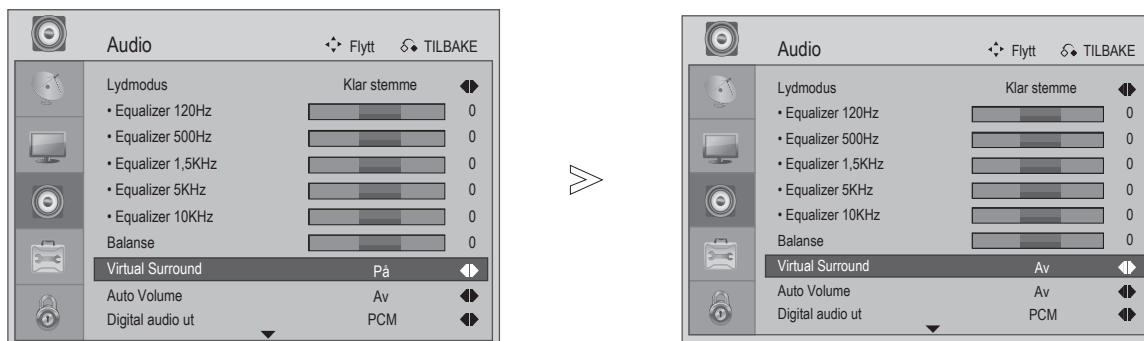 Audio
Flytt TILBAKE
Lydmodus Klar stemme
• Equalizer 120Hz 0
• Equalizer 500Hz 0
• Equalizer 1,5KHz 0
• Equalizer 5KHz 0
• Equalizer 10KHz 0
Balanse 0
Virtual Surround På
Auto Volume Av
Digital audio ut PCM
Audio
Flytt TILBAKE
Lydmodus Klar stemme
• Equalizer 120Hz 0
• Equalizer 500Hz 0
• Equalizer 1,5KHz 0
• Equalizer 5KHz 0
• Equalizer 10KHz 0
Balanse 0
Virtual Surround Av
Auto Volume Av
Digital audio ut PCM